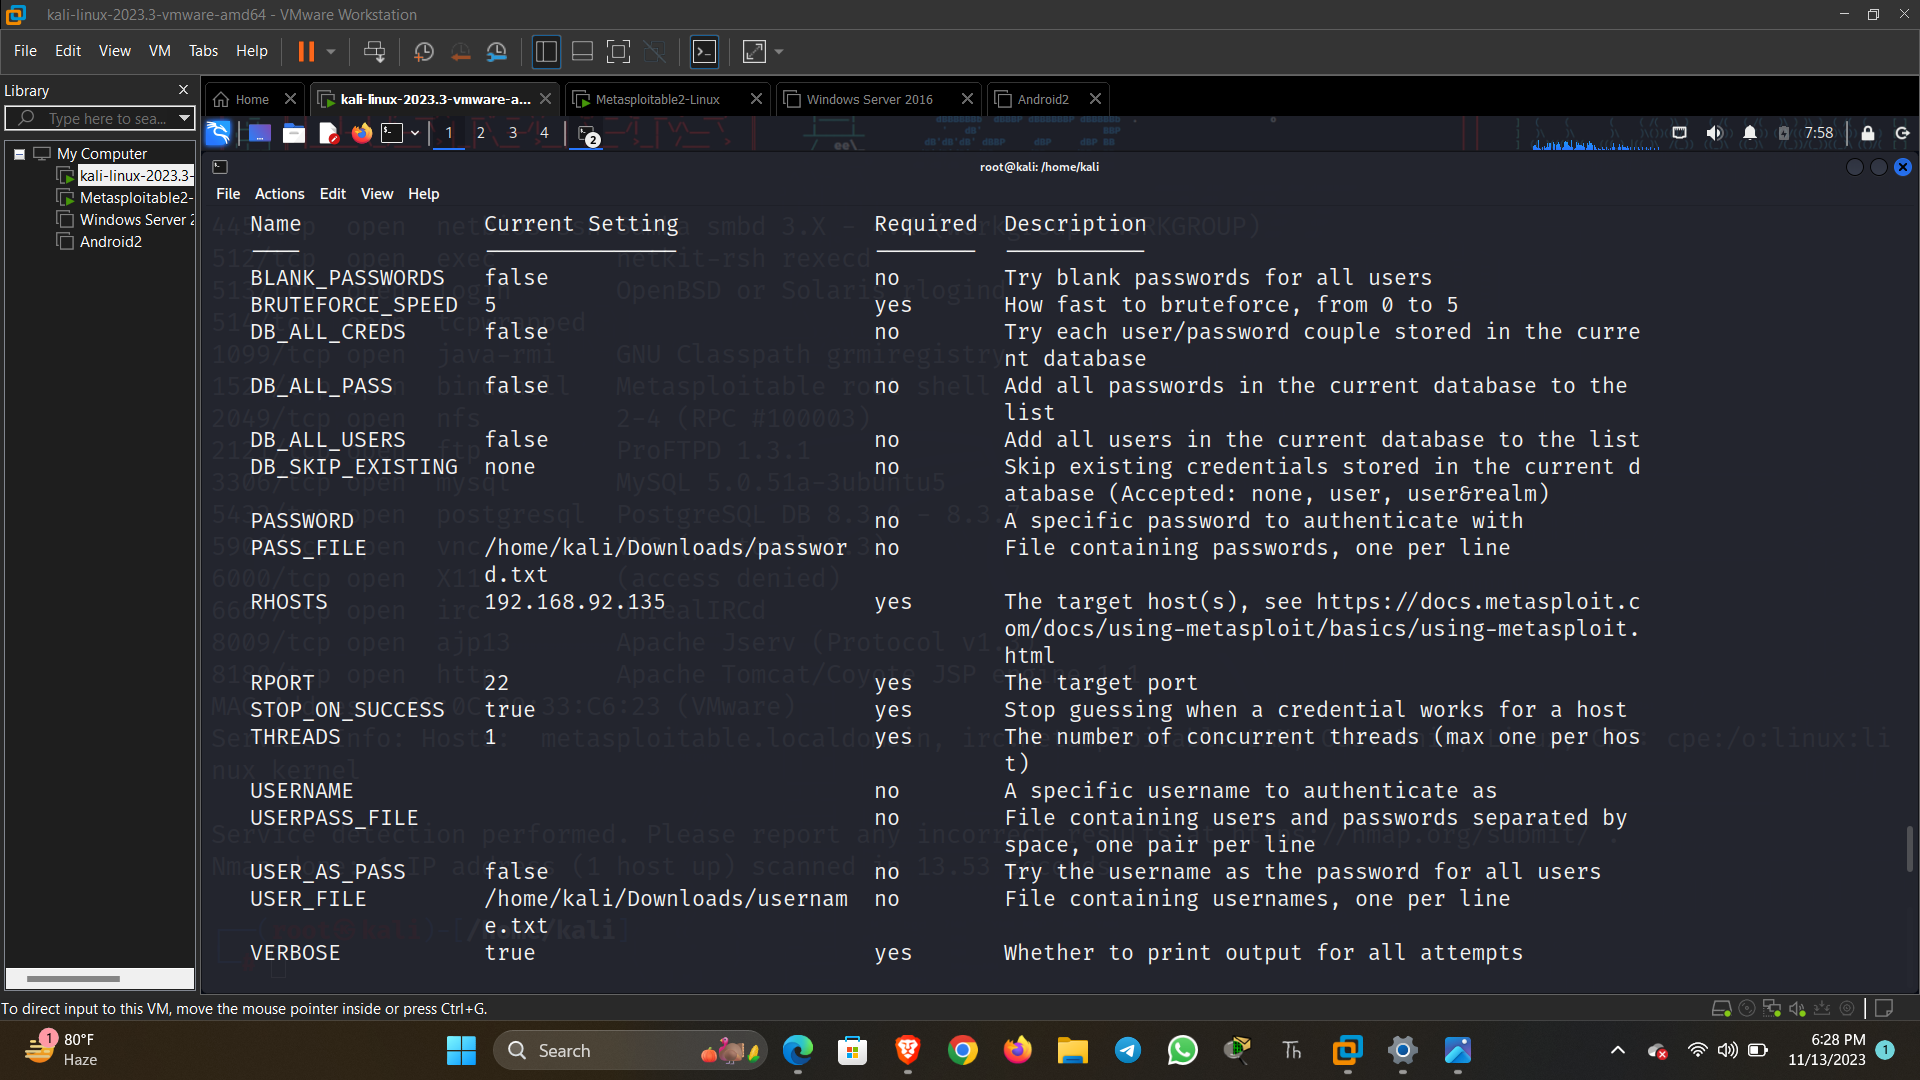 kali-linux-2023.3-vmware-amd64 - VMware Workstation
File Edit View VM Tabs Help
Library
Type here to sea...
Home
kali-linux-2023.3-vmware-a...
Metasploitable2-Linux
Windows Server 2016
Android2
1 2 3 4
2
7:58
My Computer
kali-linux-2023.3-
Metasploitable2-
Windows Server 2
Android2
root@kali: /home/kali
File Actions Edit View Help
Name Current Setting Required Description
BLANK_PASSWORDS false no Try blank passwords for all users
BRUTEFORCE_SPEED 5 yes How fast to bruteforce, from 0 to 5
DB_ALL_CREDS false no Try each user/password couple stored in the curre
nt database
DB_ALL_PASS false no Add all passwords in the current database to the
list
DB_ALL_USERS false no Add all users in the current database to the list
DB_SKIP_EXISTING none no Skip existing credentials stored in the current d
atabase (Accepted: none, user, user&realm)
PASSWORD no A specific password to authenticate with
PASS_FILE /home/kali/Downloads/passwor no File containing passwords, one per line
d.txt
RHOSTS 192.168.92.135 yes The target host(s), see https://docs.metasploit.c
om/docs/using-metasploit/basics/using-metasploit.
html
RPORT 22 yes The target port
STOP_ON_SUCCESS true yes Stop guessing when a credential works for a host
THREADS 1 yes The number of concurrent threads (max one per hos
t)
USERNAME no A specific username to authenticate as
USERPASS_FILE no File containing users and passwords separated by
space, one pair per line
USER_AS_PASS false no Try the username as the password for all users
USER_FILE /home/kali/Downloads/usernam no File containing usernames, one per line
e.txt
VERBOSE true yes Whether to print output for all attempts
To direct input to this VM, move the mouse pointer inside or press Ctrl+G.
1
80°F
Haze
Search
Th
6:28 PM
11/13/2023
1